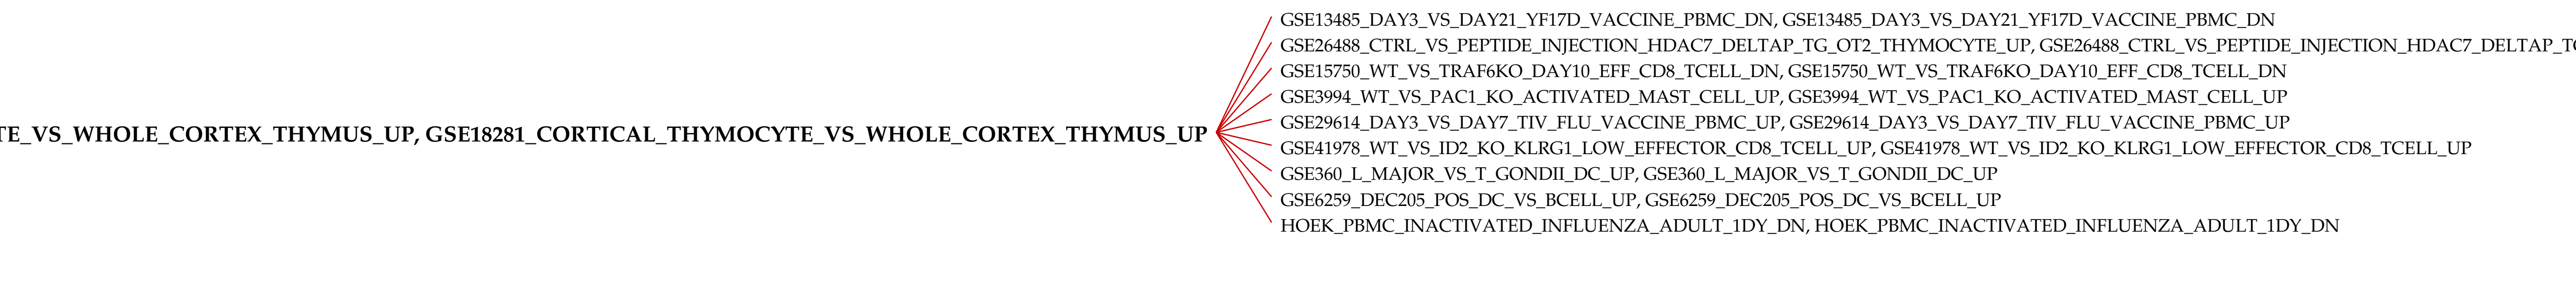 GSE13485_DAY3_VS_DAY21_YF17D_VACCINE_PBMC_DN, GSE13485_DAY3_VS_DAY21_YF17D_VACCINE_PBMC_DN
GSE26488_CTRL_VS_PEPTIDE_INJECTION_HDAC7_DELTAP_TG_OT2_THYMOCYTE_UP, GSE26488_CTRL_VS_PEPTIDE_INJECTION_HDAC7_DELTAP_T
GSE15750_WT_VS_TRAF6KO_DAY10_EFF_CD8_TCELL_DN, GSE15750_WT_VS_TRAF6KO_DAY10_EFF_CD8_TCELL_DN
GSE3994_WT_VS_PAC1_KO_ACTIVATED_MAST_CELL_UP, GSE3994_WT_VS_PAC1_KO_ACTIVATED_MAST_CELL_UP
GSE29614_DAY3_VS_DAY7_TIV_FLU_VACCINE_PBMC_UP, GSE29614_DAY3_VS_DAY7_TIV_FLU_VACCINE_PBMC_UP
TE_VS_WHOLE_CORTEX_THYMUS_UP, GSE18281_CORTICAL_THYMOCYTE_VS_WHOLE_CORTEX_THYMUS_UP
GSE41978_WT_VS_ID2_KO_KLRG1_LOW_EFFECTOR_CD8_TCELL_UP, GSE41978_WT_VS_ID2_KO_KLRG1_LOW_EFFECTOR_CD8_TCELL_UP
GSE360_L_MAJOR_VS_T_GONDII_DC_UP, GSE360_L_MAJOR_VS_T_GONDII_DC_UP
GSE6259_DEC205_POS_DC_VS_BCELL_UP, GSE6259_DEC205_POS_DC_VS_BCELL_UP
HOEK_PBMC_INACTIVATED_INFLUENZA_ADULT_1DY_DN, HOEK_PBMC_INACTIVATED_INFLUENZA_ADULT_1DY_DN